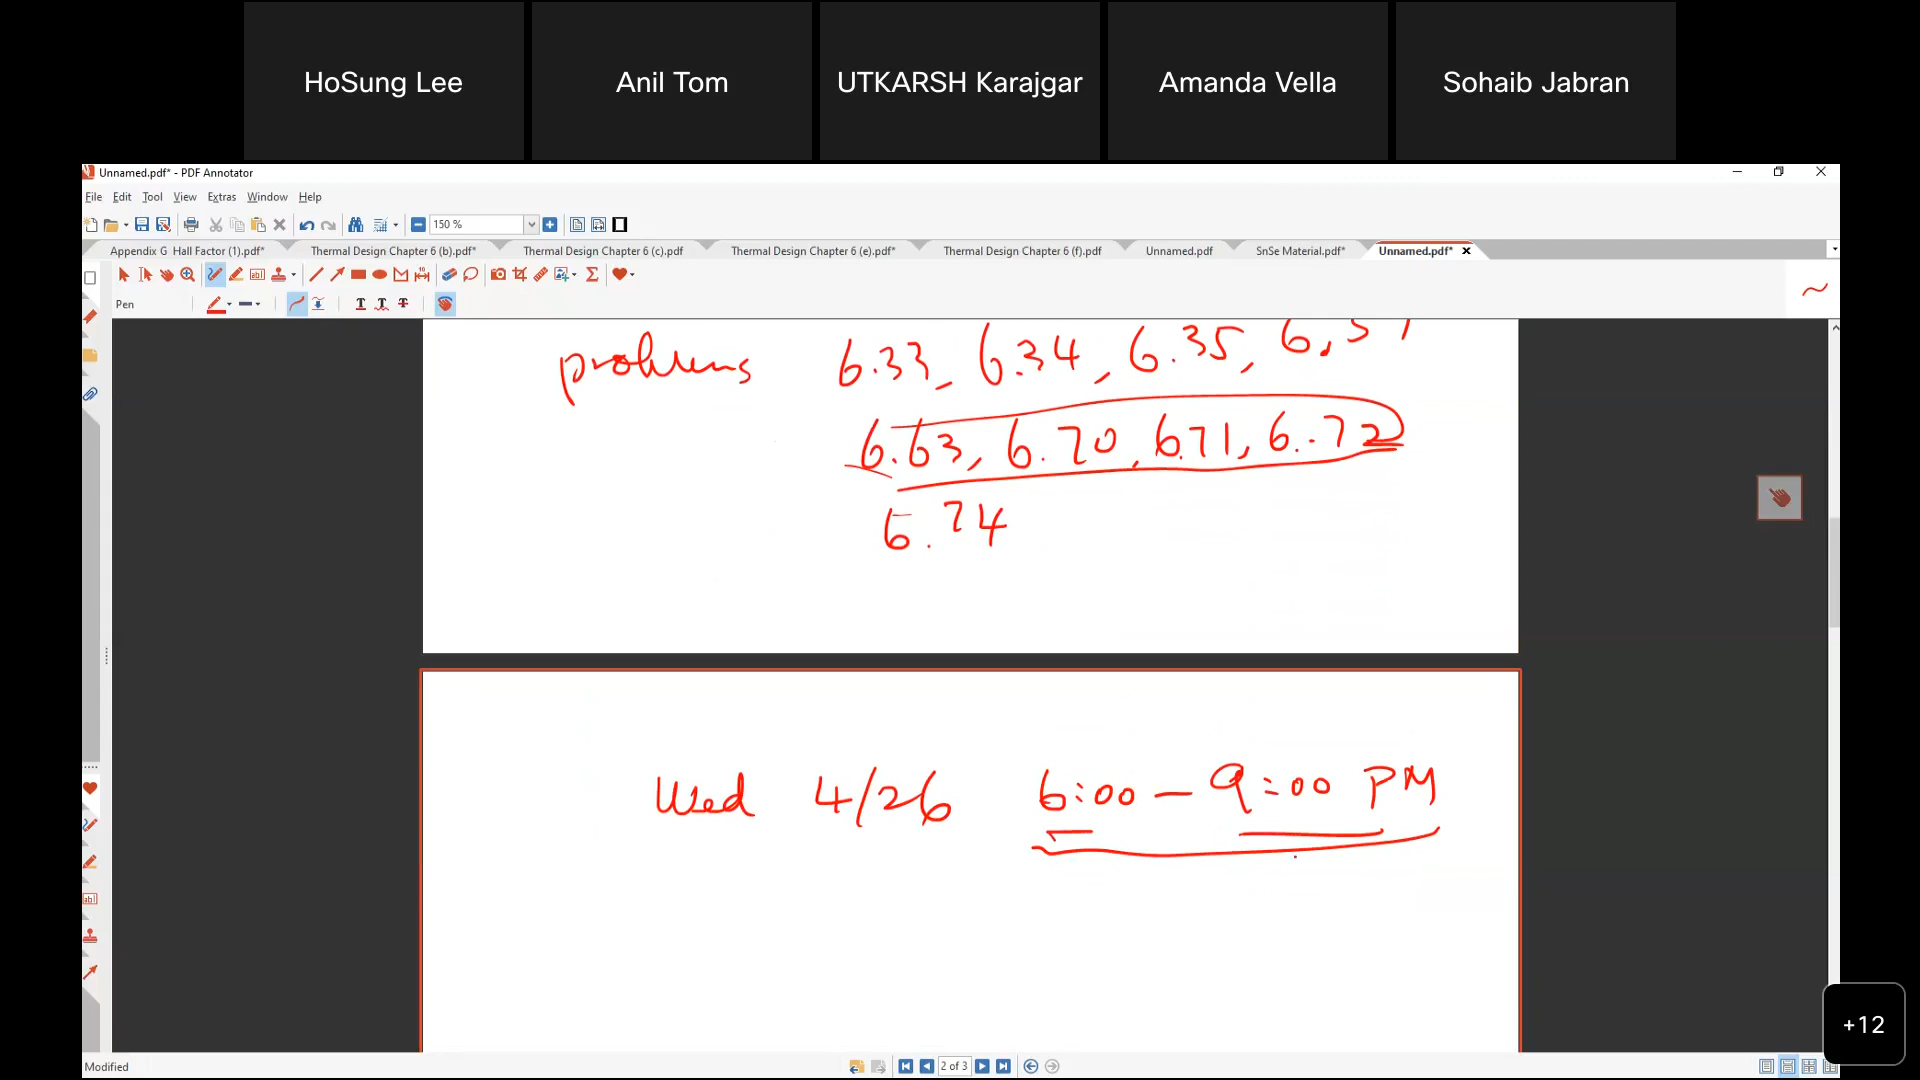 HoSung Lee
Anil Tom
UTKARSH Karajgar
Amanda Vella
Sohaib Jabran
Unnamed.pdf* - PDF Annotator
File Edit Tool View Extras Window Help
150 %
Appendix G Hall Factor (1).pdf*
Thermal Design Chapter 6 (b).pdf*
Thermal Design Chapter 6 (c).pdf
Thermal Design Chapter 6 (e).pdf*
Thermal Design Chapter 6 (f).pdf
Unnamed.pdf
SnSe Material.pdf*
Unnamed.pdf*
Pen
problems 6.33, 6.34, 6.35,
6.63, 6.70, 6.71, 6.72
6.74
Wed 4/26 6:00 - 9:00 PM
Modified
2 of 3
+12